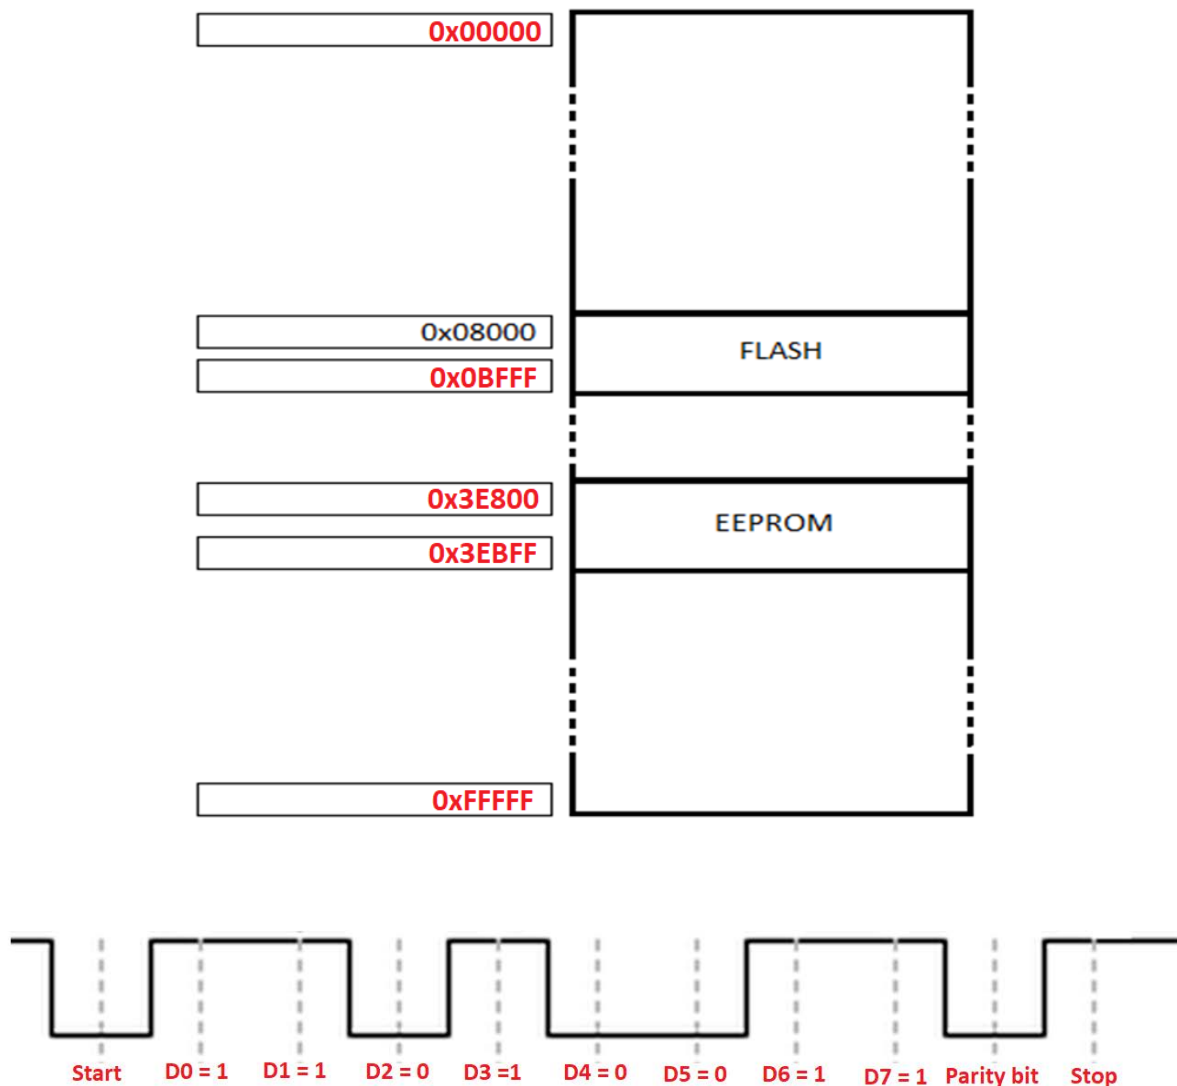 0x00000
0x08000
FLASH
0x0BFFF
0x3E800
EEPROM
0x3EBFF
0xFFFFF
Start D0 = 1 D1 = 1 D2 = 0 D3 =1 D4 = 0 D5 = 0 D6 = 1 D7 = 1 Parity bit Stop